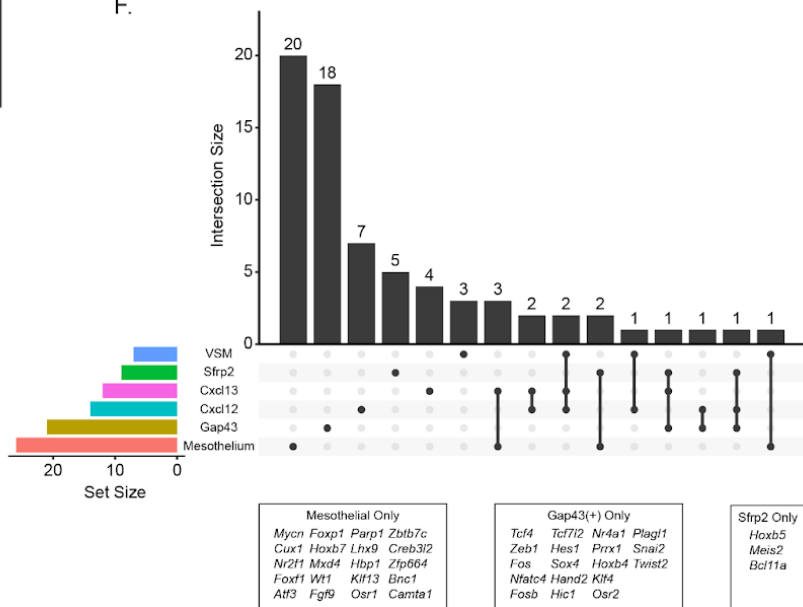 F.
20
18
7
5
4
3
3
2
2
2
1
1
1
1
1
20
15
10
5
0
Intersection Size
VSM
Sfrp2
Cxcl13
Cxcl12
Gap43
Mesothelium
20 10 0
Set Size
Mesothelial Only
Mycn Foxp1 Parp1 Zbtb7c
Cux1 Hoxb7 Lhx9 Creb3l2
Nr2f1 Mxd4 Hbp1 Zfp664
Foxf1 Wt1 Klf13 Bnc1
Atf3 Fgf9 Osr1 Camta1
Gap43(+) Only
Tcf4 Tcf7l2 Nr4a1 Plagl1
Zeb1 Hes1 Prrx1 Snai2
Fos Sox4 Hoxb4 Twist2
Nfatc4 Hand2 Klf4
Fosb Hic1 Osr2
Sfrp2 Only
Hoxb5
Meis2
Bcl11a